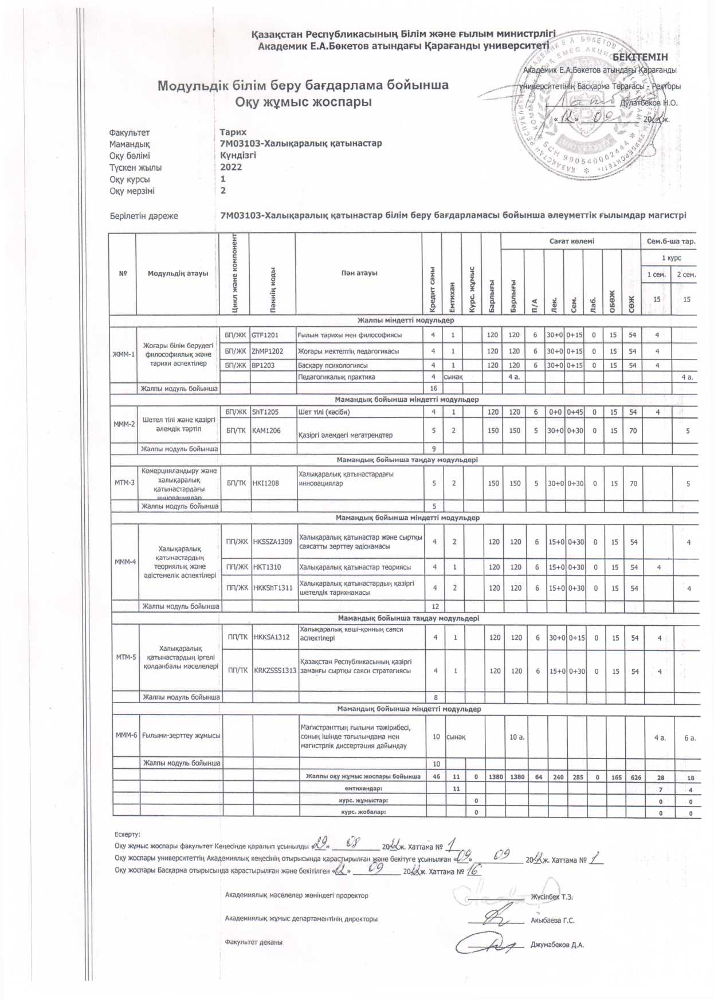 Қазақстан Республикасының Білім және ғылым министрлігі
Академик Е.А.Бөкетов атындағы Қарағанды университеті
БЕКІТЕМІН
Академик Е.А.Бөкетов атындағы Қарағанды
университетінің Басқарма Төрағасы - Ректоры
Дулатбеков Н.О.
«12» 09 2022ж.
Модульдік білім беру бағдарлама бойынша
Оқу жұмыс жоспары
Факультет Тарих
Мамандық 7М03103-Халықаралық қатынастар
Оқу бөлімі Күндізгі
Түскен жылы 2022
Оқу курсы 1
Оқу мерзімі 2
Берілетін дәреже 7М03103-Халықаралық қатынастар білім беру бағдарламасы бойынша әлеуметтік ғылымдар магистрі
№ Модульдің атауы Цикл және компонент Пәннің коды Пән атауы Кредит саны Емтихан Курс. жұмыс Барлығы Сағат көлемі Сем.б-ша тар.
Барлығы П/А Лек. Сем. Лаб. ОБӨЖ СӨЖ 1 курс
1 сем. 2 сем.
15 15
Жалпы міндетті модульдер
ЖММ-1 Жоғары білім берудегі философиялық және тарихи аспектілер
БП/ЖК GTF1201 Ғылым тарихы мен философиясы 4 1 120 120 6 30+0 0+15 0 15 54 4
БП/ЖК ZhMP1202 Жоғары мектептің педагогикасы 4 1 120 120 6 30+0 0+15 0 15 54 4
БП/ЖК BP1203 Басқару психологиясы 4 1 120 120 6 30+0 0+15 0 15 54 4
Педагогикалық практика 4 сынақ 4 а. 4 а.
Жалпы модуль бойынша 16
Мамандық бойынша міндетті модульдер
МММ-2 Шетел тілі және қазіргі әлемдік тәртіп
БП/ЖК ShT1205 Шет тілі (кәсіби) 4 1 120 120 6 0+0 0+45 0 15 54 4
БП/ТК KAM1206 Қазіргі әлемдегі мегатрендтер 5 2 150 150 5 30+0 0+30 0 15 70 5
Жалпы модуль бойынша 9
Мамандық бойынша таңдау модульдері
МТМ-3 Комерцияландыру және халықаралық қатынастардағы инновациялар
БП/ТК HKI1208 Халықаралық қатынастардағы инновациялар 5 2 150 150 5 30+0 0+30 0 15 70 5
Жалпы модуль бойынша 5
Мамандық бойынша міндетті модульдер
МММ-4 Халықаралық қатынастардың теориялық және әдістемелік аспектілері
ПП/ЖК HKSSZA1309 Халықаралық қатынастар және сыртқы саясатты зерттеу әдіснамасы 4 2 120 120 6 15+0 0+30 0 15 54 4
ПП/ЖК HKT1310 Халықаралық қатынастар теориясы 4 1 120 120 6 15+0 0+30 0 15 54 4
ПП/ЖК HKKShT1311 Халықаралық қатынастардың қазіргі шетелдік тарихнамасы 4 2 120 120 6 15+0 0+30 0 15 54 4
Жалпы модуль бойынша 12
Мамандық бойынша таңдау модульдері
МТМ-5 Халықаралық қатынастардың іргелі қолданбалы мәселелері
ПП/ТК HKKSA1312 Халықаралық көші-қонның саяси аспектілері 4 1 120 120 6 30+0 0+15 0 15 54 4
ПП/ТК KRKZSSS1313 Қазақстан Республикасының қазіргі заманғы сыртқы саяси стратегиясы 4 1 120 120 6 15+0 0+30 0 15 54 4
Жалпы модуль бойынша 8
Мамандық бойынша міндетті модульдер
МММ-6 Ғылыми-зерттеу жұмысы Магистранттың ғылыми тәжірибесі, соның ішінде тағылымдама мен магистрлік диссертация дайындау 10 сынақ 10 а. 4 а. 6 а.
Жалпы модуль бойынша 10
Жалпы оқу жұмыс жоспары бойынша 46 11 0 1380 1380 64 240 285 0 165 626 28 18
емтихандар: 11 7 4
курс. жұмыстар: 0 0 0
курс. жобалар: 0 0 0
Ескерту:
Оқу жұмыс жоспары факультет Кеңесінде қаралып ұсынылды «29» 08 2022ж. Хаттама № 1
Оқу жоспары университеттің Академиялық кеңесінің отырысында қарастырылған және бекітуге ұсынылған «09» 09 2022ж. Хаттама № 1
Оқу жоспары Басқарма отырысында қарастырылған және бекітілген «12» 09 2022ж. Хаттама № 16
Академиялық мәселелер жөніндегі проректор Жүсіпбек Т.З.
Академиялық жұмыс департаментінің директоры Акыбаева Г.С.
Факультет деканы Джумабеков Д.А.